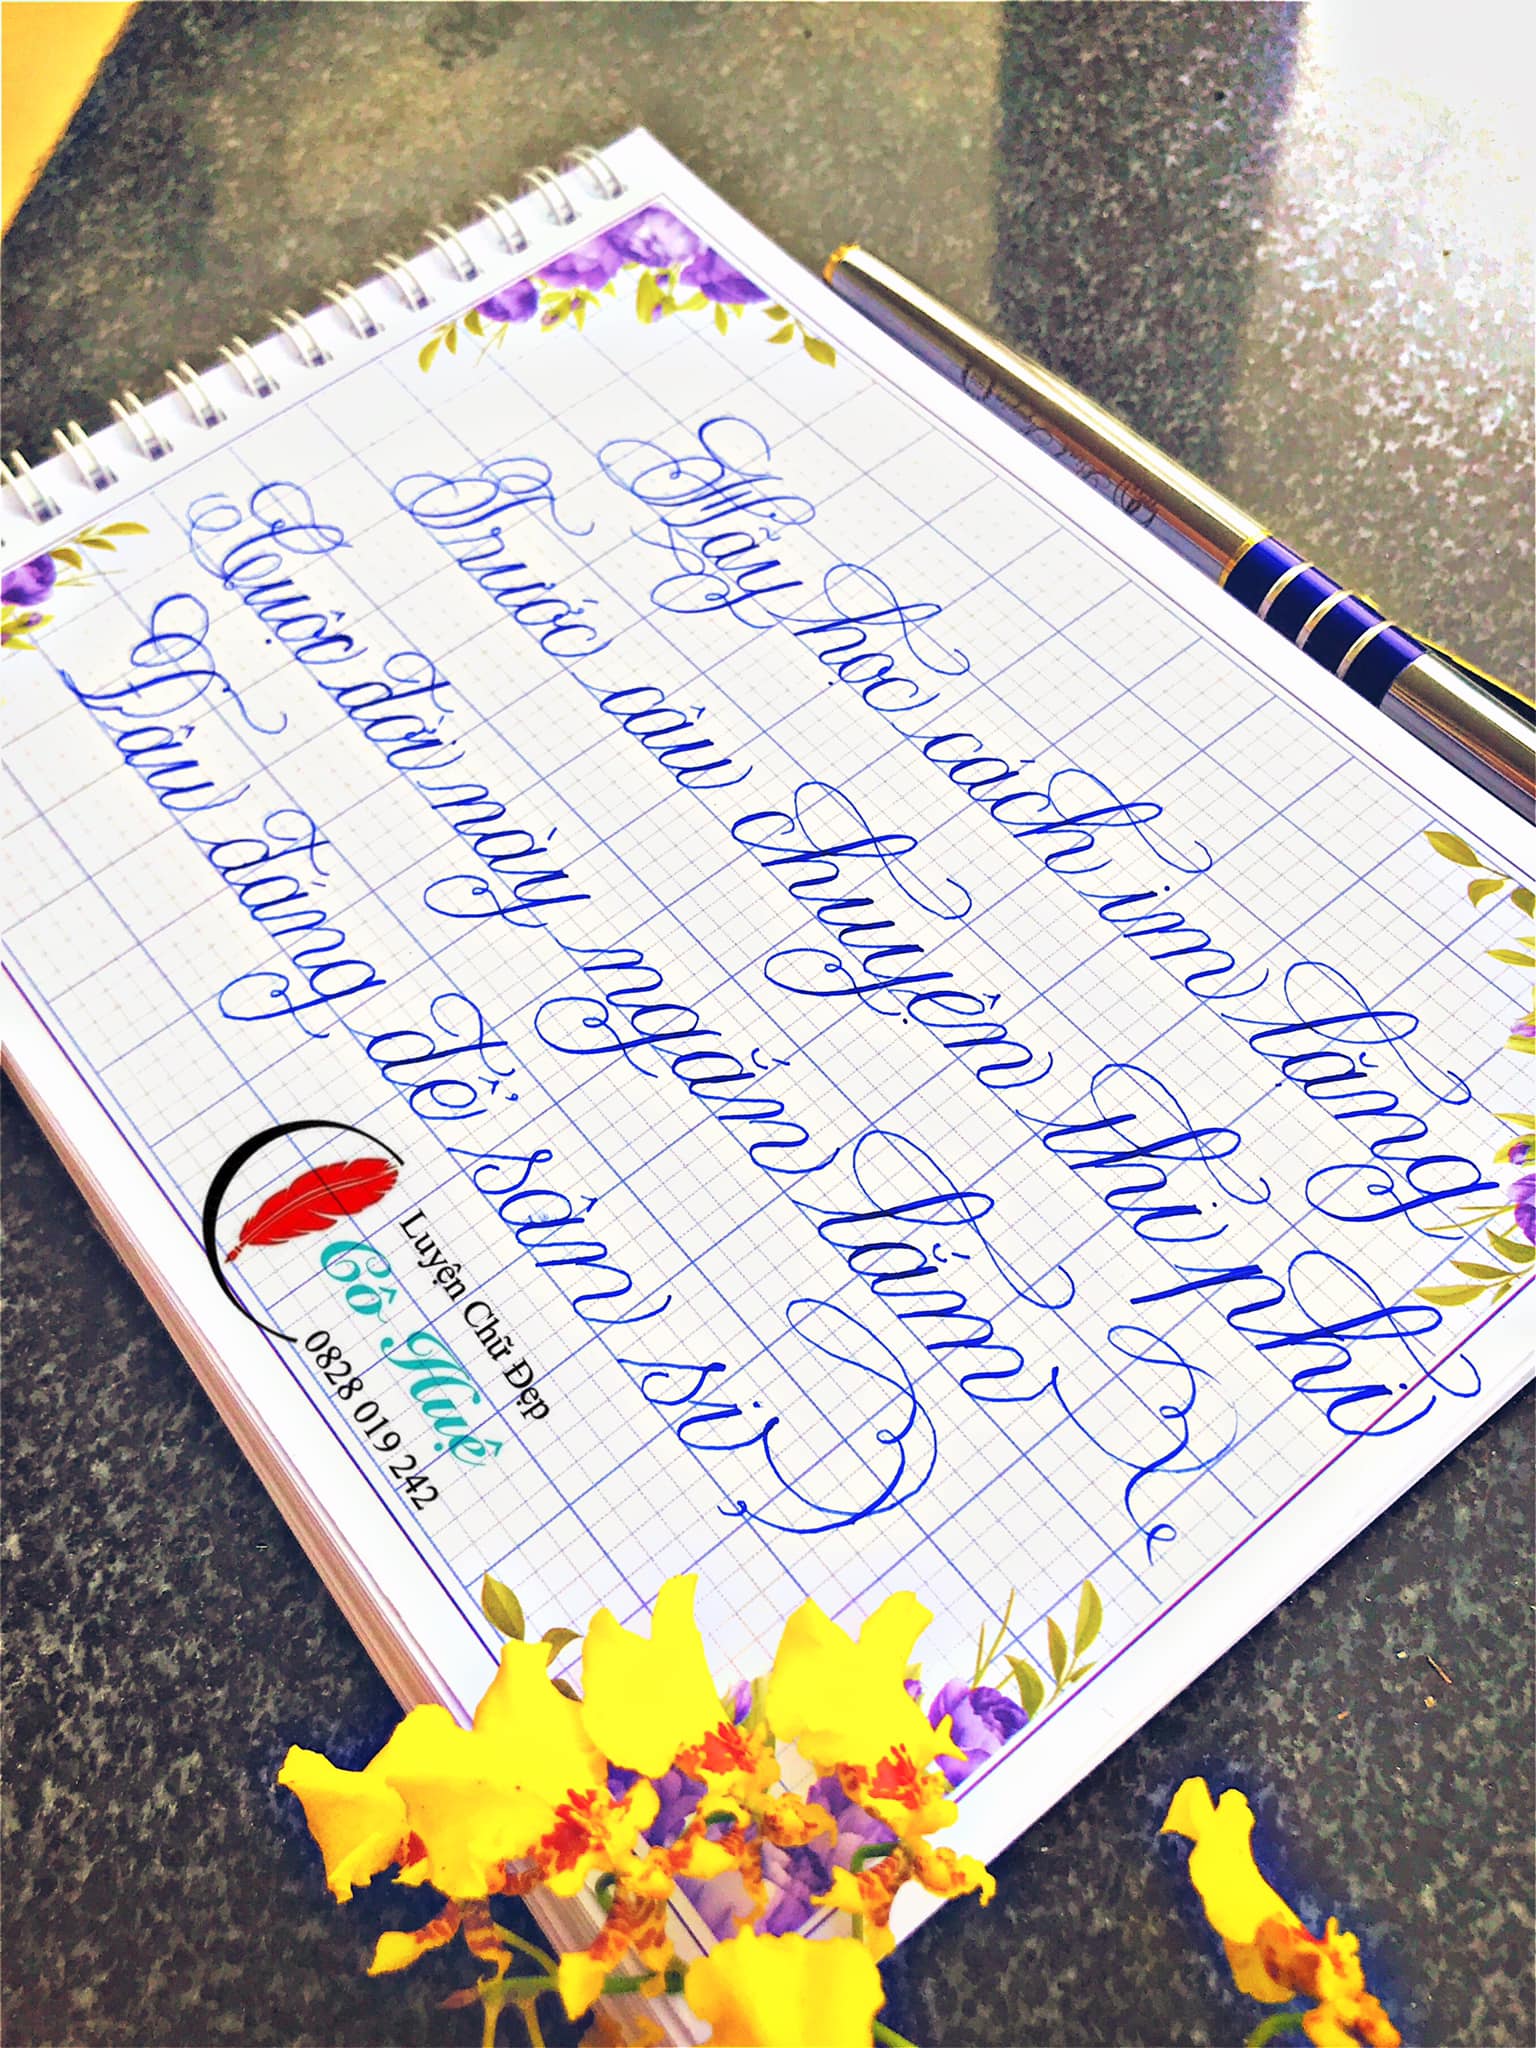 Hãy học cách im lặng
Trước câu chuyện thị phi
Cuộc đời này ngắn lắm
Đâu đáng để sân si
Luyện Chữ Đẹp
Cô Huệ
0828 019 242